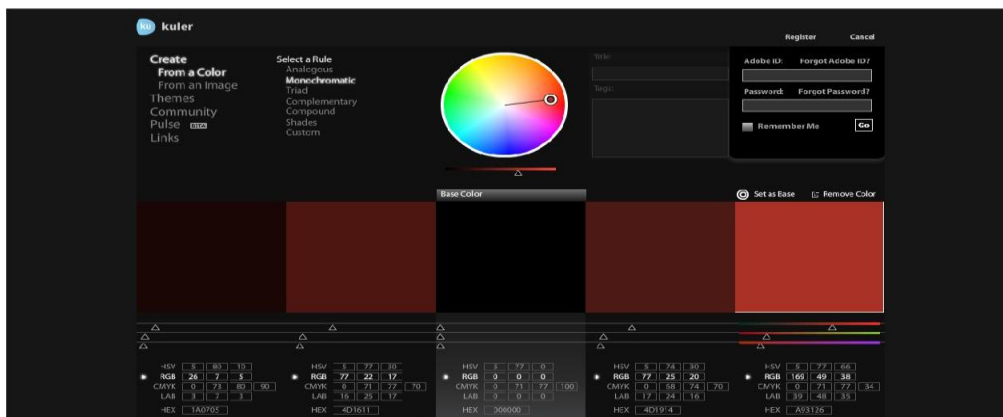 ku kuler
Register Cancel
Create
From a Color
From an Image
Themes
Community
Pulse BETA
Links
Select a Rule
Analogous
Monochromatic
Triad
Complementary
Compound
Shades
Custom
Title:
Tags:
Adobe ID: Forgot Adobe ID?
Password: Forgot Password?
Remember Me Go
Base Color
Set as Base Remove Color
HSV 5 80 10
RGB 26 7 5
CMYK 0 73 80 90
LAB 3 7 3
HEX 1A0705
HSV 5 77 30
RGB 77 22 17
CMYK 0 71 77 70
LAB 16 25 17
HEX 4D1611
HSV 5 77 0
RGB 0 0 0
CMYK 0 71 77 100
LAB 0 0 0
HEX 000000
HSV 5 74 30
RGB 77 25 20
CMYK 0 68 74 70
LAB 17 24 16
HEX 4D1914
HSV 5 77 66
RGB 169 49 38
CMYK 0 71 77 34
LAB 39 48 35
HEX A93126